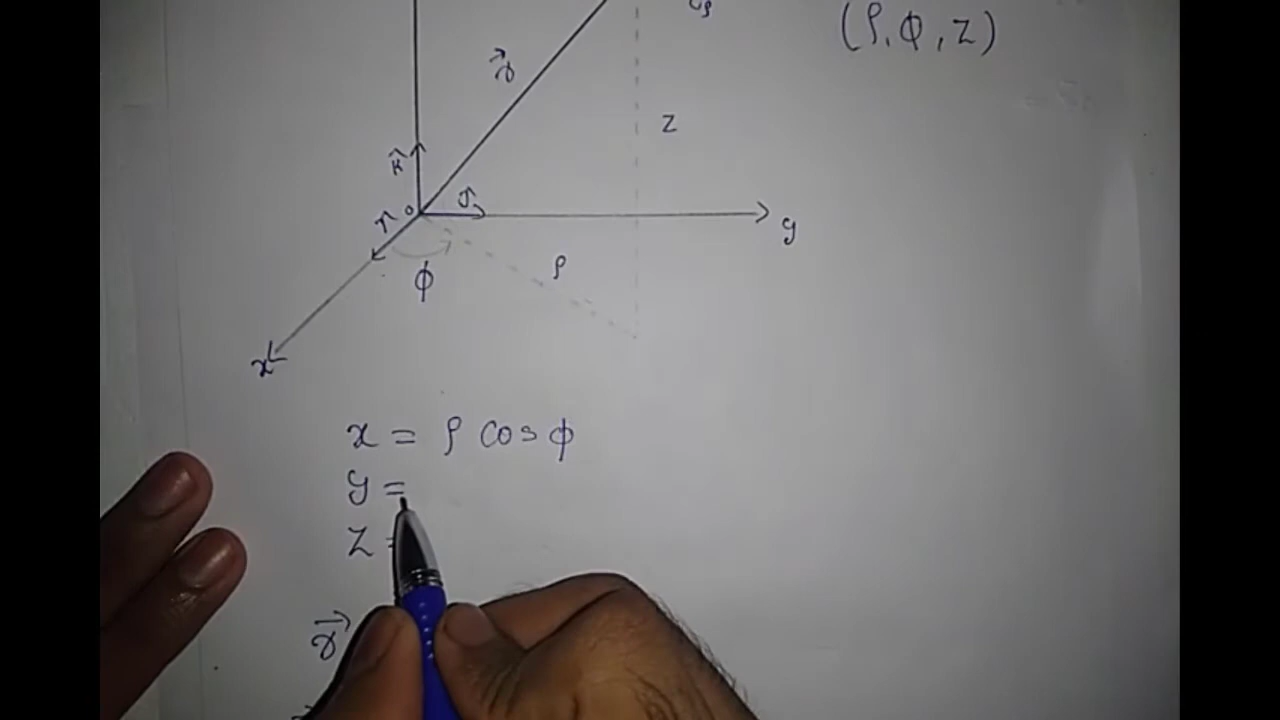 (ρ, ϕ, z)
r⃗
z
k̂
ĵ
o
î
y
ϕ
ρ
x
x = ρ cos ϕ
y =
z =
r⃗